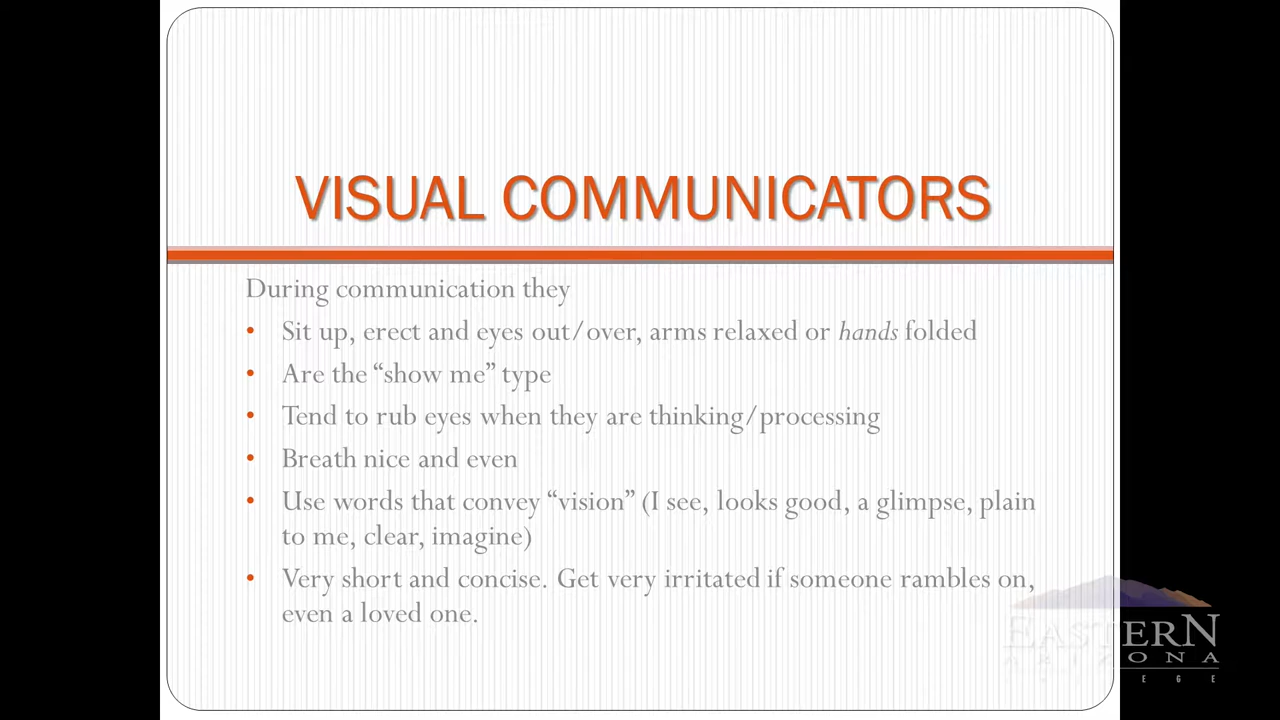 VISUAL COMMUNICATORS
During communication they
• Sit up, erect and eyes out/over, arms relaxed or hands folded
• Are the “show me” type
• Tend to rub eyes when they are thinking/processing
• Breath nice and even
• Use words that convey “vision” (I see, looks good, a glimpse, plain
to me, clear, imagine)
• Very short and concise. Get very irritated if someone rambles on,
even a loved one.
EASTERN
ARIZONA